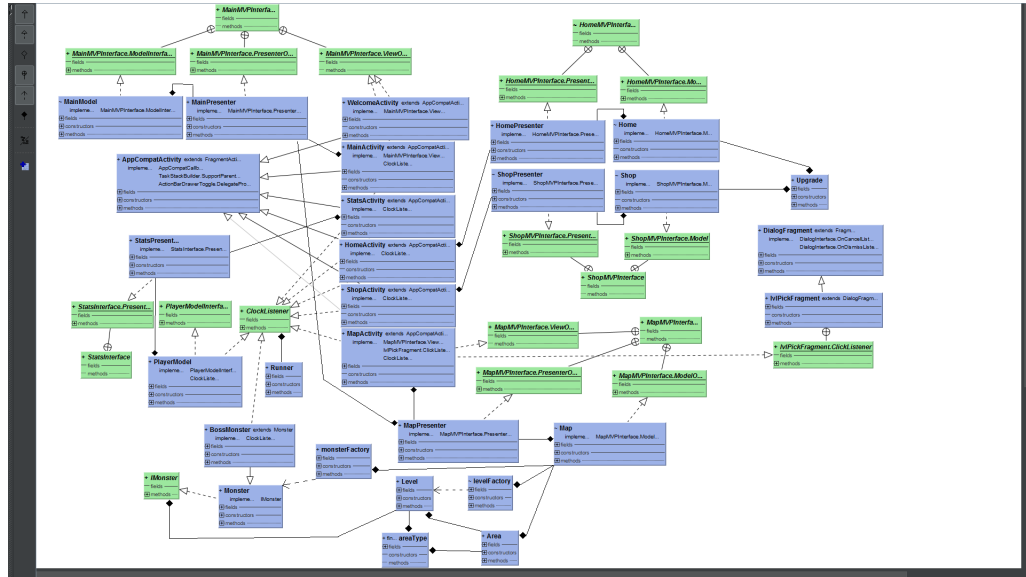 MainMVPInterfa...
fields
methods
HomeMVPInterfa...
fields
methods
MainMVPInterface.ModelInterfa...
fields
methods
MainMVPInterface.PresenterO...
fields
methods
MainMVPInterface.ViewO...
fields
methods
HomeMVPInterface.Present...
fields
methods
HomeMVPInterface.Mo...
fields
methods
MainModel
impleme... MainMVPInterface.ModelInter...
fields
constructors
methods
MainPresenter
impleme... MainMVPInterface.Presenter...
fields
constructors
methods
WelcomeActivity extends AppCompatActi...
impleme... MainMVPInterface.View...
fields
constructors
methods
HomePresenter
impleme... HomeMVPInterface.Prese...
fields
constructors
methods
Home
impleme... HomeMVPInterface.M...
fields
constructors
methods
MainActivity extends AppCompatActi...
impleme... MainMVPInterface.View...
ClockListe...
fields
constructors
methods
AppCompatActivity extends FragmentActi...
impleme... AppCompatCallb...
TaskStackBuilder.SupportParent...
ActionBarDrawerToggle.DelegatePro...
fields
constructors
methods
ShopPresenter
impleme... ShopMVPInterface.Prese...
fields
constructors
methods
Shop
impleme... ShopMVPInterface.M...
fields
constructors
methods
Upgrade
fields
constructors
methods
StatsActivity extends AppCompatActi...
impleme... ClockListe...
fields
constructors
methods
StatsPresent...
impleme... StatsInterface.Presen...
fields
constructors
methods
HomeActivity extends AppCompatActi...
impleme... ClockListe...
fields
constructors
methods
ShopMVPInterface.Present...
fields
methods
ShopMVPInterface.Model
fields
methods
DialogFragment extends Fragm...
impleme... DialogInterface.OnCancelList...
DialogInterface.OnDismissListe...
fields
constructors
methods
ShopMVPInterface
fields
methods
ShopActivity extends AppCompatActi...
impleme... ClockListe...
fields
constructors
methods
lvlPickFragment extends DialogFragm...
fields
constructors
methods
StatsInterface.Present...
fields
methods
PlayerModelInterfa...
fields
methods
ClockListener
fields
methods
MapActivity extends AppCompatActi...
impleme... MapMVPInterface.View...
lvlPickFragment.ClickListe...
ClockListe...
fields
constructors
methods
MapMVPInterface.ViewO...
fields
methods
MapMVPInterfa...
fields
methods
lvlPickFragment.ClickListener
fields
methods
StatsInterface
fields
methods
PlayerModel
impleme... PlayerModelInterf...
ClockListe...
fields
constructors
methods
Runner
fields
constructors
methods
MapMVPInterface.PresenterO...
fields
methods
MapMVPInterface.ModelO...
fields
methods
BossMonster extends Monster
impleme... ClockListe...
fields
constructors
methods
MapPresenter
impleme... MapMVPInterface.Presenter...
fields
constructors
methods
Map
impleme... MapMVPInterface.Model...
fields
constructors
methods
monsterFactory
fields
constructors
methods
IMonster
fields
methods
Monster
impleme... IMonster
fields
constructors
methods
Level
fields
constructors
methods
levelFactory
fields
constructors
methods
fin... areaType
fields
constructors
methods
Area
fields
constructors
methods